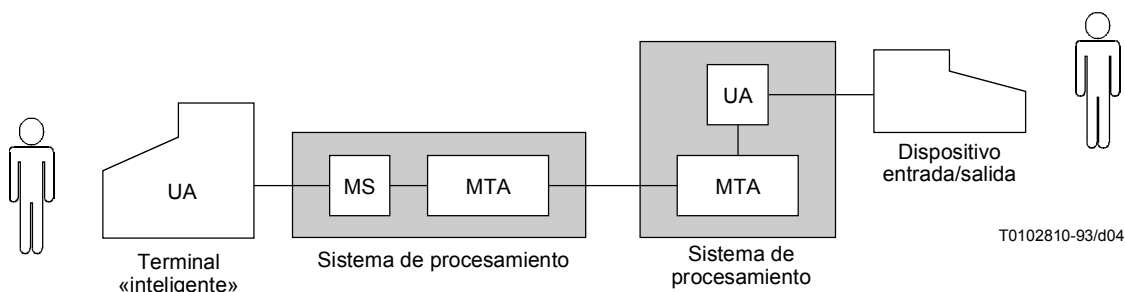 UA
Terminal
«inteligente»
MS
MTA
Sistema de procesamiento
UA
MTA
Sistema de
procesamiento
Dispositivo
entrada/salida
T0102810-93/d04